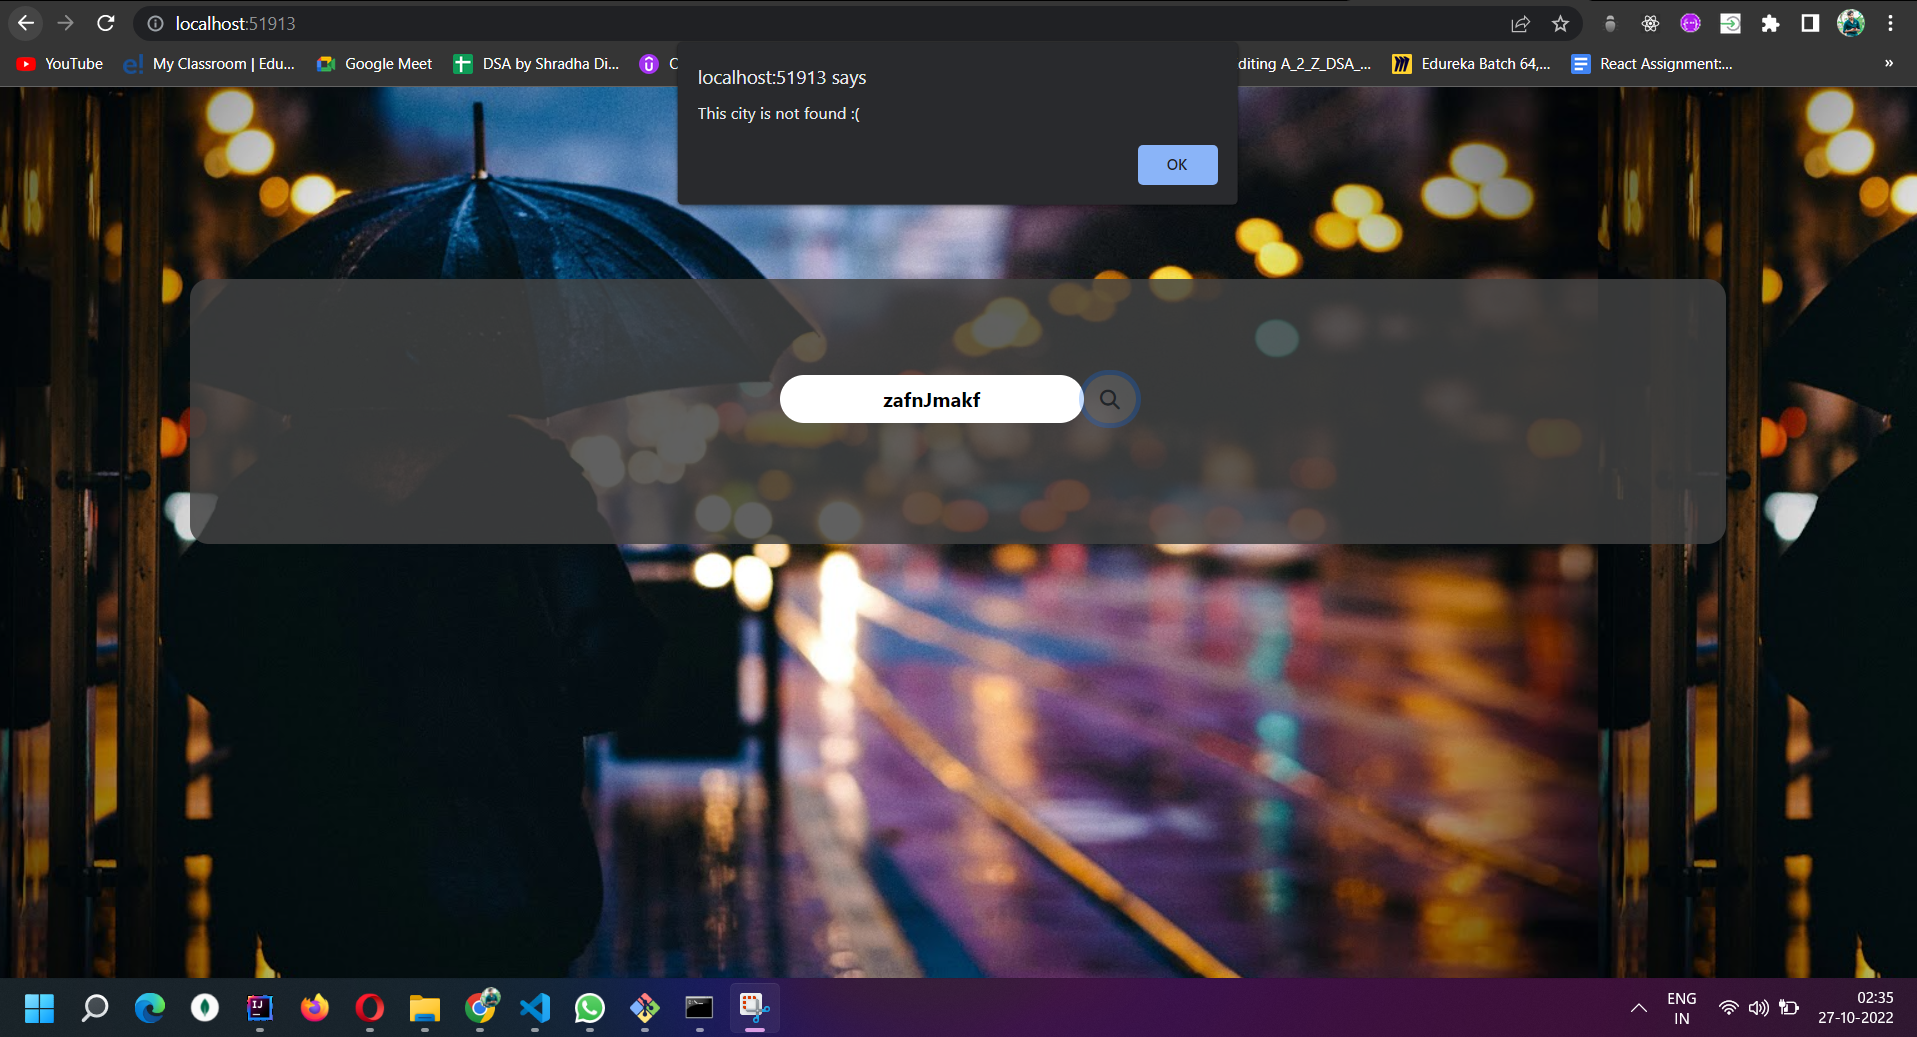 localhost:51913
YouTube
My Classroom | Edu...
Google Meet
DSA by Shradha Di...
diting A_2_Z_DSA_...
Edureka Batch 64,...
React Assignment:...
»
localhost:51913 says
This city is not found :(
OK
zafnJmakf
ENG
IN
02:35
27-10-2022